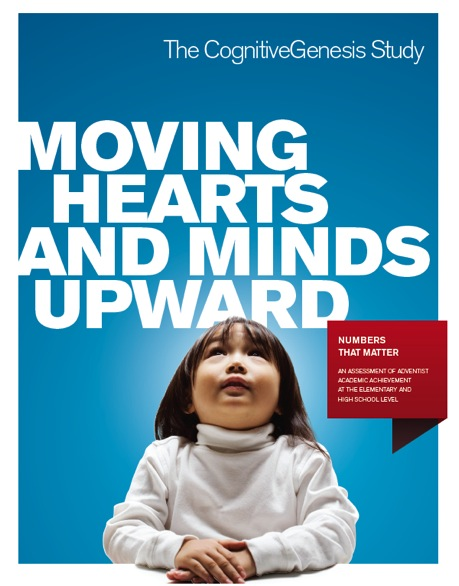 The CognitiveGenesis Study
MOVING
HEARTS
AND MINDS
UPWARD
NUMBERS
THAT MATTER
AN ASSESSMENT OF ADVENTIST
ACADEMIC ACHIEVEMENT
AT THE ELEMENTARY AND
HIGH SCHOOL LEVEL